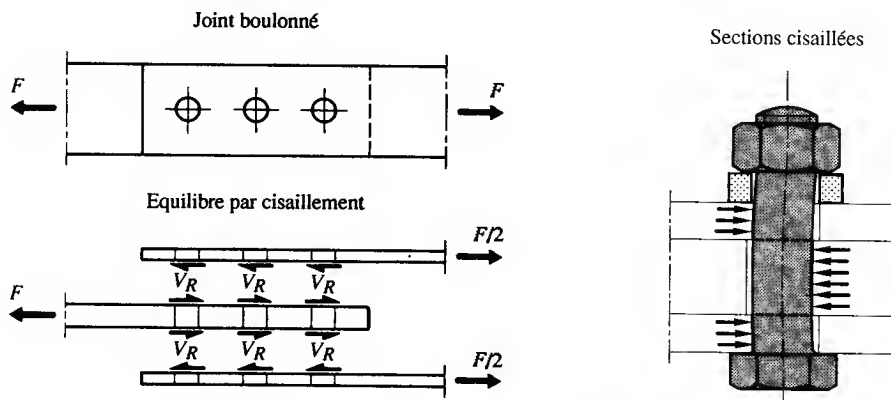 Joint boulonné
Sections cisaillées
F
F
Equilibre par cisaillement
F/2
V_R V_R V_R
F
V_R V_R V_R
F/2